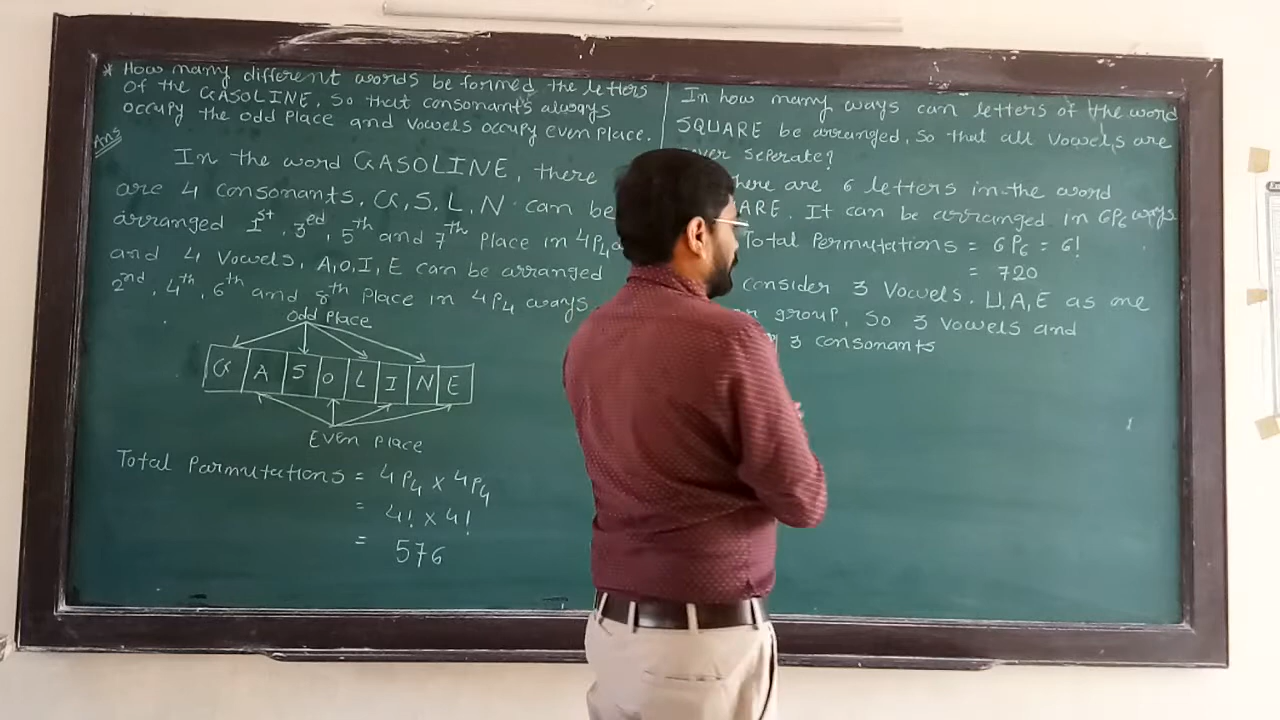 * How many different words be formed the letters
of the GASOLINE, So that consonants always
occupy the odd Place and Vowels occupy even Place.
Ans
In the word GASOLINE, there
are 4 consonants, G, S, L, N can be
arranged 1st, 3ed, 5th and 7th Place in 4P4
and 4 Vowels, A, O, I, E can be arranged
2nd, 4th, 6th and 8th Place in 4P4 ways
Odd Place
G A S O L I N E
Even Place
Total Parmutations = 4P4 x 4P4
= 4! x 4!
= 576
In how many ways can letters of the word
SQUARE be arranged, So that all Vowels are
seperate?
there are 6 letters in the word
ARE. It can be arranged in 6P6 ways
Total Permutations = 6P6 = 6!
= 720
consider 3 Vowels. U, A, E as one
group, So 3 Vowels and
3 consonants